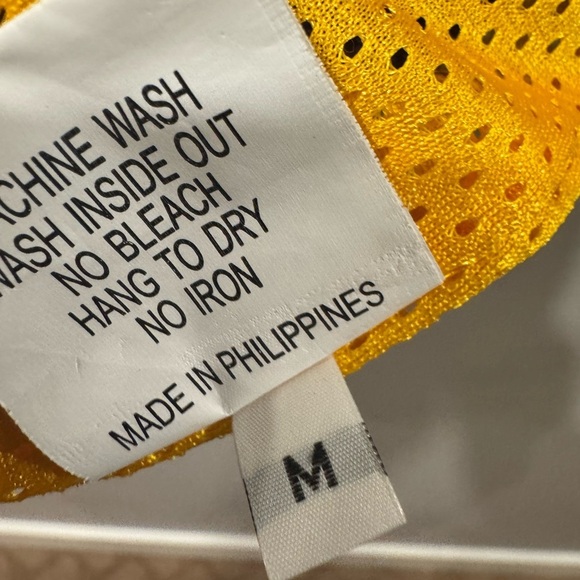 ACHINE WASH
WASH INSIDE OUT
NO BLEACH
HANG TO DRY
NO IRON
MADE IN PHILIPPINES
M